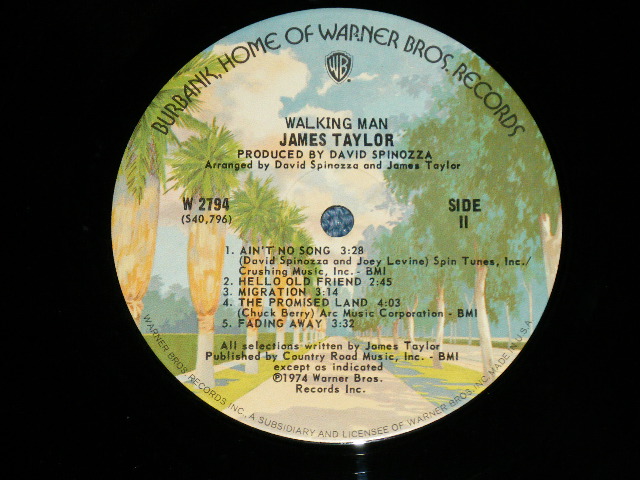 BURBANK, HOME OF WARNER BROS. RECORDS
WB
WALKING MAN
JAMES TAYLOR
PRODUCED BY DAVID SPINOZZA
Arranged by David Spinozza and James Taylor
W 2794
(S40,796)
SIDE
II
1. AIN'T NO SONG 3:28
(David Spinozza and Joey Levine) Spin Tunes, Inc./
Crushing Music, Inc. - BMI
2. HELLO OLD FRIEND 2:45
3. MIGRATION 3:14
4. THE PROMISED LAND 4:03
(Chuck Berry) Arc Music Corporation - BMI
5. FADING AWAY 3:32
All selections written by James Taylor
Published by Country Road Music, Inc. - BMI
except as indicated
©1974 Warner Bros.
Records Inc.
WARNER BROS. RECORDS INC. A SUBSIDIARY AND LICENSEE OF WARNER BROS. INC. MADE IN U.S.A.